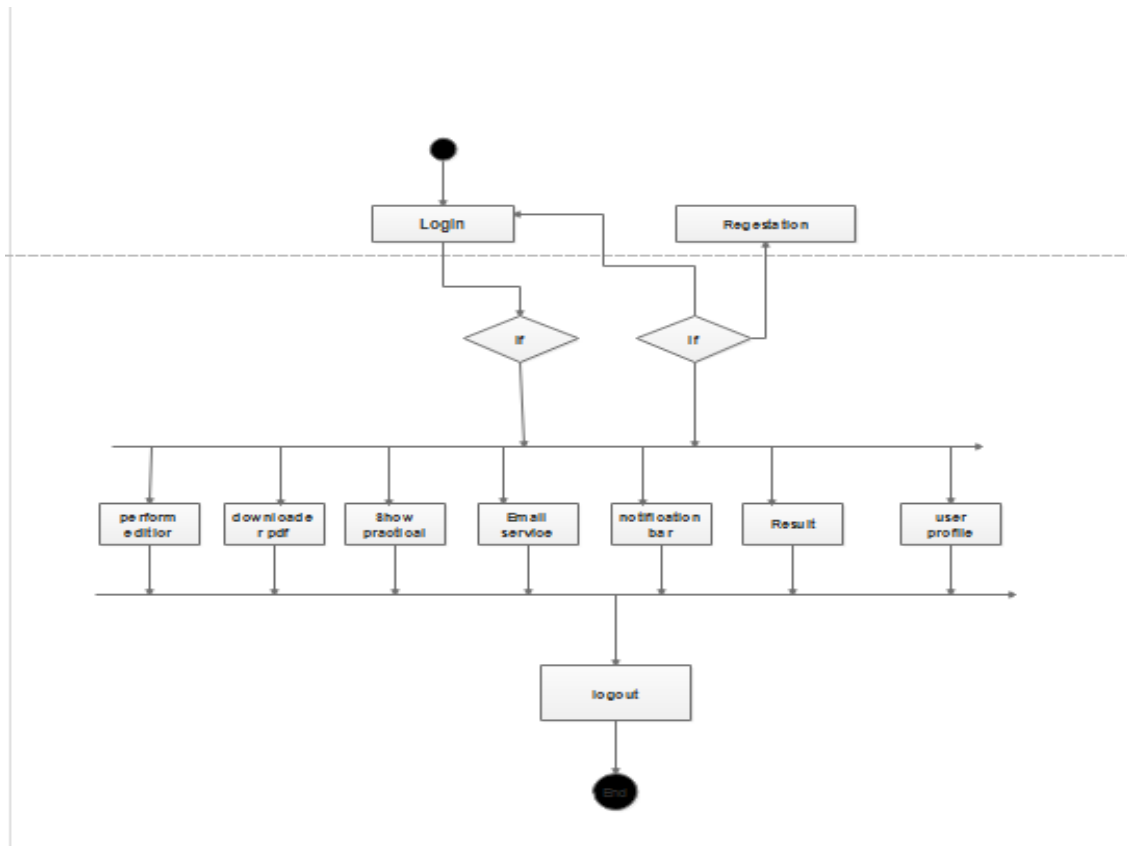 Login
Regestation
If
If
perform
editior
downloade
r pdf
Show
practical
Email
service
notification
bar
Result
user
profile
logout
End